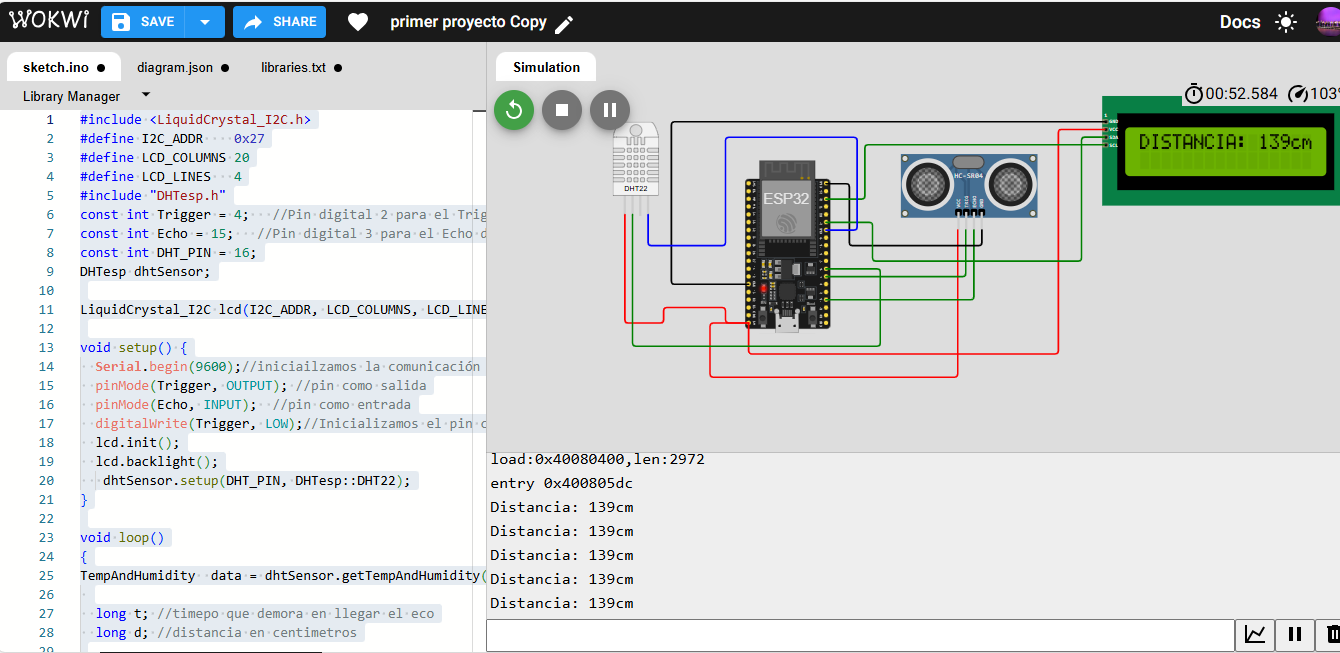 WOKWI SAVE SHARE primer proyecto Copy Docs
sketch.ino diagram.json libraries.txt
Library Manager
1 #include <LiquidCrystal_I2C.h>
2 #define I2C_ADDR 0x27
3 #define LCD_COLUMNS 20
4 #define LCD_LINES 4
5 #include "DHTesp.h"
6 const int Trigger = 4; //Pin digital 2 para el Trig
7 const int Echo = 15; //Pin digital 3 para el Echo d
8 const int DHT_PIN = 16;
9 DHTesp dhtSensor;
10
11 LiquidCrystal_I2C lcd(I2C_ADDR, LCD_COLUMNS, LCD_LINE
12
13 void setup() {
14 Serial.begin(9600);//iniciailzamos la comunicación
15 pinMode(Trigger, OUTPUT); //pin como salida
16 pinMode(Echo, INPUT); //pin como entrada
17 digitalWrite(Trigger, LOW);//Inicializamos el pin c
18 lcd.init();
19 lcd.backlight();
20 dhtSensor.setup(DHT_PIN, DHTesp::DHT22);
21 }
22
23 void loop()
24 {
25 TempAndHumidity data = dhtSensor.getTempAndHumidity(
26
27 long t; //timepo que demora en llegar el eco
28 long d; //distancia en centimetros
29
Simulation
00:52.584 103%
DHT22
ESP32
HC-SR04
VCC
TRIG
ECHO
GND
1
GND
VCC
SDA
SCL
DISTANCIA: 139cm
load:0x40080400,len:2972
entry 0x400805dc
Distancia: 139cm
Distancia: 139cm
Distancia: 139cm
Distancia: 139cm
Distancia: 139cm